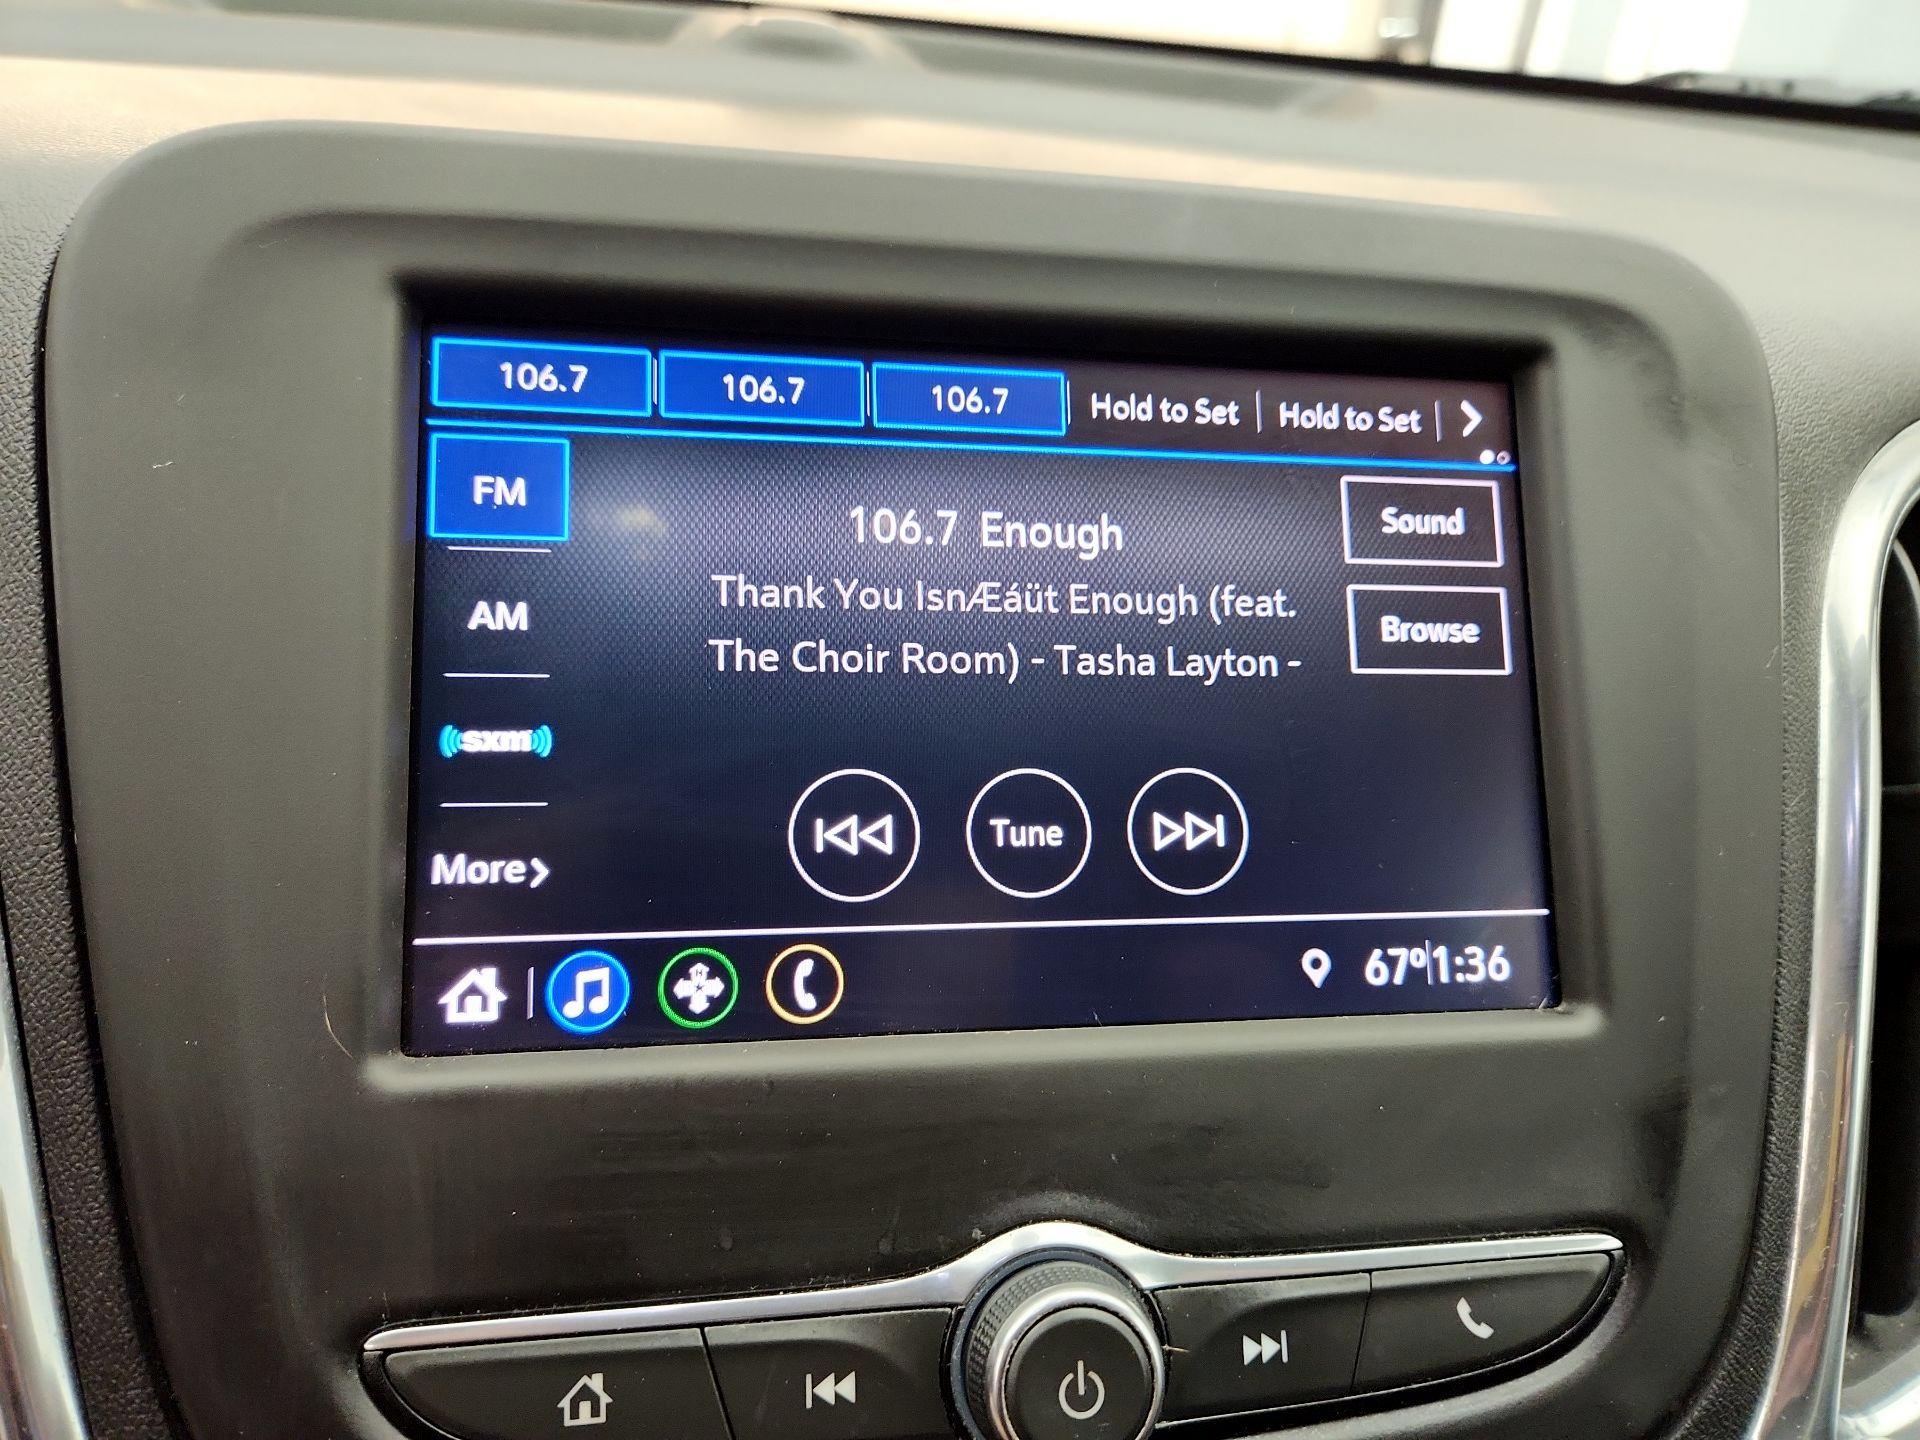 106.7 106.7 106.7 Hold to Set Hold to Set
FM
106.7 Enough
Sound
Thank You IsnÆáüt Enough (feat.
The Choir Room) - Tasha Layton -
Browse
AM
sxm
More
Tune
67° 1:36